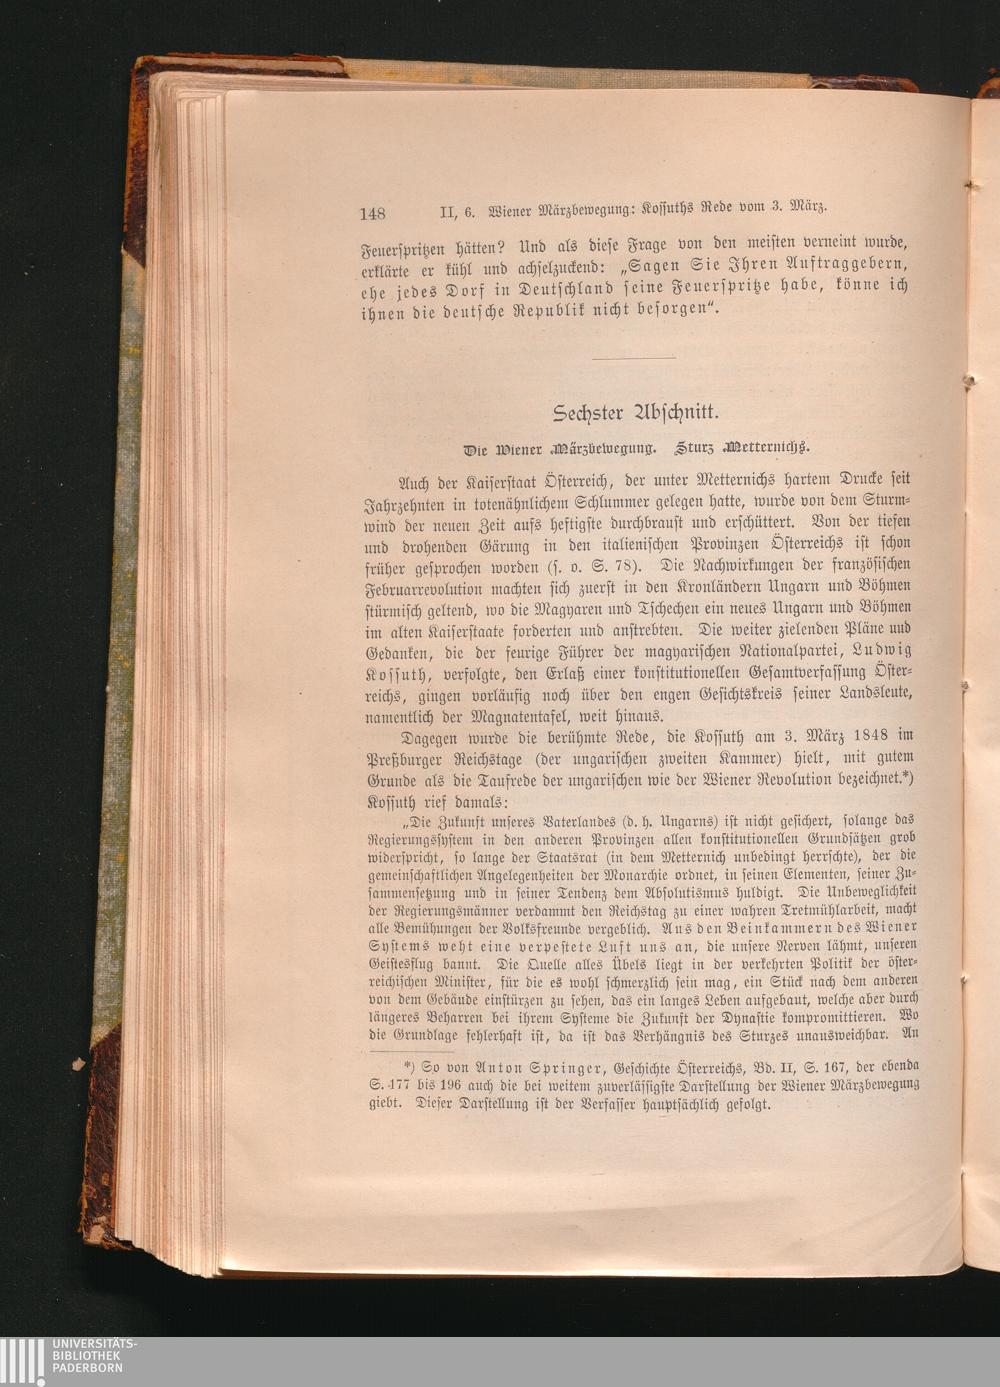 148 II, 6. Wiener Märzbewegung: Kossuths Rede vom 3. März.
Feuerspritzen hätten? Und als diese Frage von den meisten verneint wurde,
erklärte er kühl und achselzuckend: „Sagen Sie Ihren Auftraggebern,
ehe jedes Dorf in Deutschland seine Feuerspritze habe, könne ich
ihnen die deutsche Republik nicht besorgen“.
Sechster Abschnitt.
Die Wiener Märzbewegung. Sturz Metternichs.
Auch der Kaiserstaat Österreich, der unter Metternichs hartem Drucke seit
Jahrzehnten in totenähnlichem Schlummer gelegen hatte, wurde von dem Sturm-
wind der neuen Zeit aufs heftigste durchbraust und erschüttert. Von der tiefen
und drohenden Gärung in den italienischen Provinzen Österreichs ist schon
früher gesprochen worden (s. o. S. 78). Die Nachwirkungen der französischen
Februarrevolution machten sich zuerst in den Kronländern Ungarn und Böhmen
stürmisch geltend, wo die Magyaren und Tschechen ein neues Ungarn und Böhmen
im alten Kaiserstaate forderten und anstrebten. Die weiter zielenden Pläne und
Gedanken, die der feurige Führer der magyarischen Nationalpartei, Ludwig
Kossuth, verfolgte, den Erlaß einer konstitutionellen Gesamtverfassung Öster-
reichs, gingen vorläufig noch über den engen Gesichtskreis seiner Landsleute,
namentlich der Magnatentafel, weit hinaus.
Dagegen wurde die berühmte Rede, die Kossuth am 3. März 1848 im
Preßburger Reichstage (der ungarischen zweiten Kammer) hielt, mit gutem
Grunde als die Taufrede der ungarischen wie der Wiener Revolution bezeichnet.*)
Kossuth rief damals:
„Die Zukunft unseres Vaterlandes (d. h. Ungarns) ist nicht gesichert, solange das
Regierungssystem in den anderen Provinzen allen konstitutionellen Grundsätzen grob
widerspricht, so lange der Staatsrat (in dem Metternich unbedingt herrschte), der die
gemeinschaftlichen Angelegenheiten der Monarchie ordnet, in seinen Elementen, seiner Zu-
sammensetzung und in seiner Tendenz dem Absolutismus huldigt. Die Unbeweglichkeit
der Regierungsmänner verdammt den Reichstag zu einer wahren Tretmühlarbeit, macht
alle Bemühungen der Volksfreunde vergeblich. Aus den Beinkammern des Wiener
Systems weht eine verpestete Luft uns an, die unsere Nerven lähmt, unseren
Geistesflug bannt. Die Quelle alles Übels liegt in der verkehrten Politik der öster-
reichischen Minister, für die es wohl schmerzlich sein mag, ein Stück nach dem anderen
von dem Gebäude einstürzen zu sehen, das ein langes Leben aufgebaut, welche aber durch
längeres Beharren bei ihrem Systeme die Zukunft der Dynastie kompromittieren. Wo
die Grundlage fehlerhaft ist, da ist das Verhängnis des Sturzes unausweichbar. An
*) So von Anton Springer, Geschichte Österreichs, Bd. II, S. 167, der ebenda
S. 177 bis 196 auch die bei weitem zuverlässigste Darstellung der Wiener Märzbewegung
giebt. Dieser Darstellung ist der Verfasser hauptsächlich gefolgt.
UNIVERSITÄTS-
BIBLIOTHEK
PADERBORN